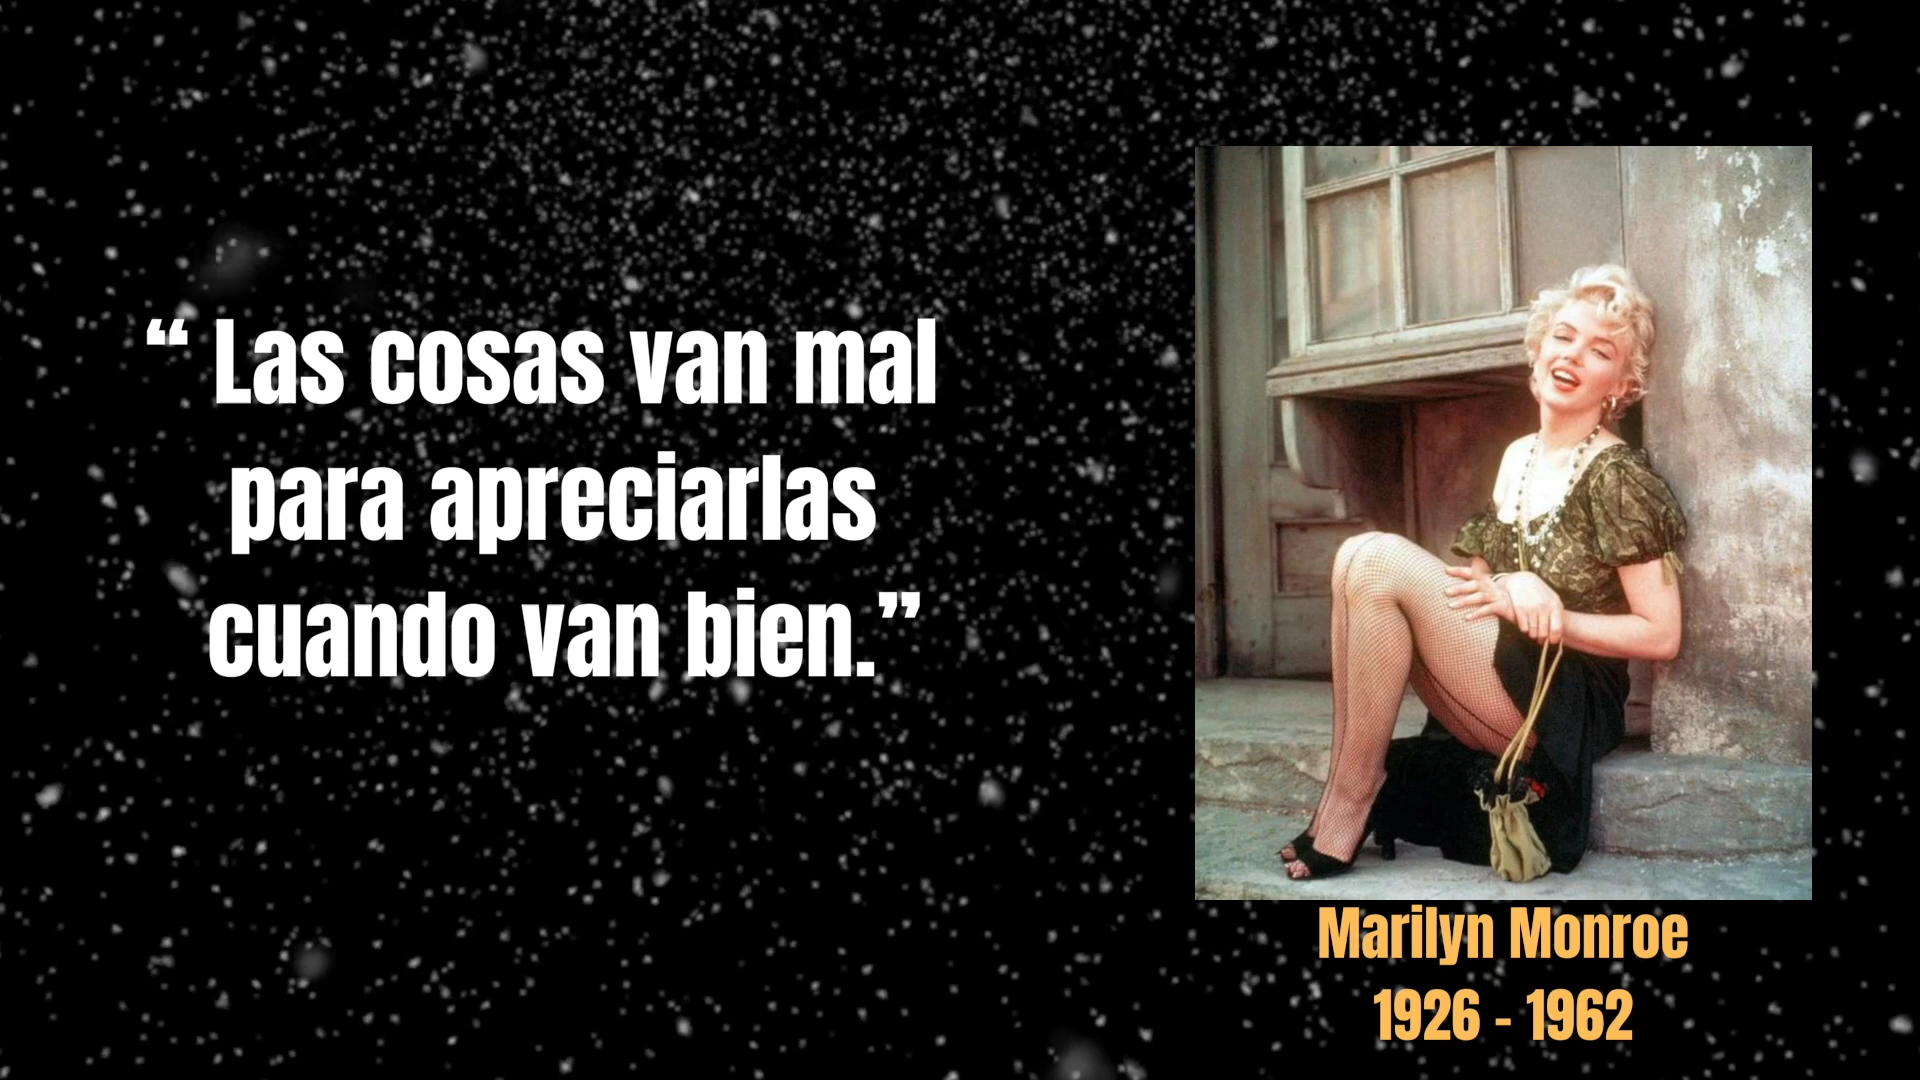 “ Las cosas van mal
para apreciarlas
cuando van bien.”
Marilyn Monroe
1926 - 1962